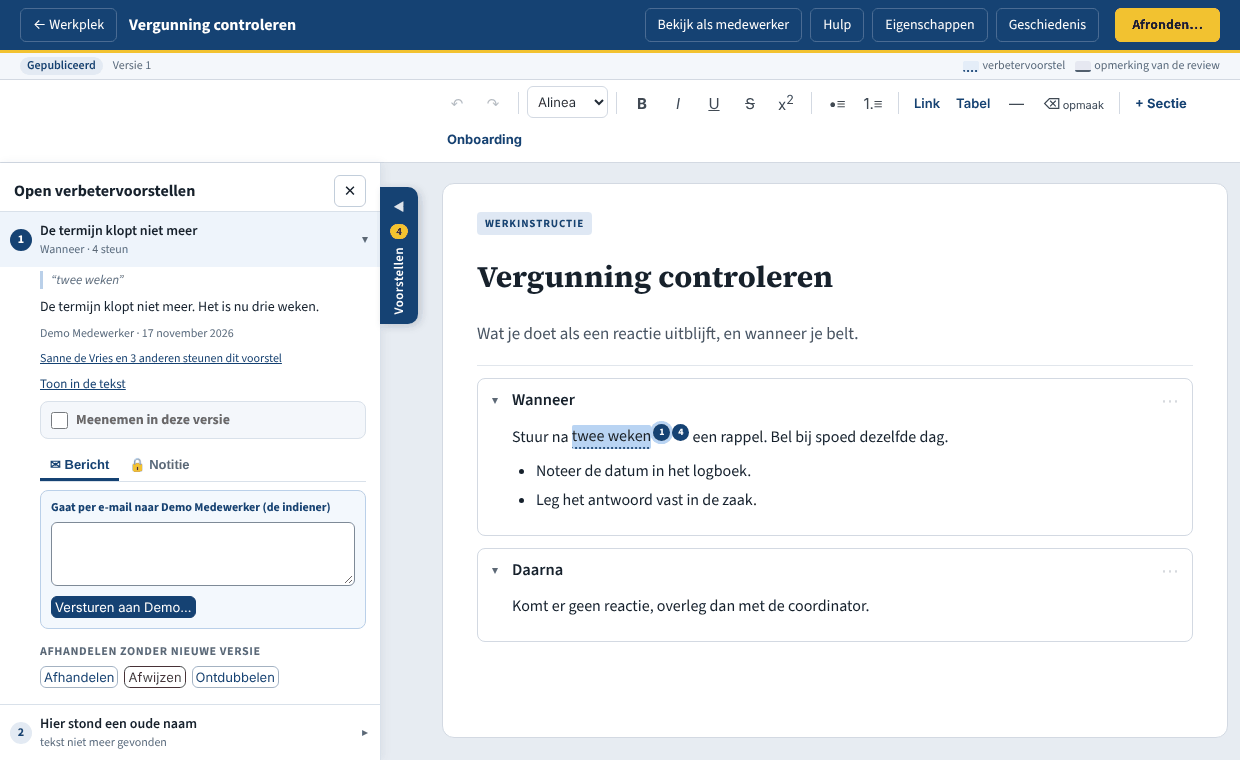 ← Werkplek
Vergunning controleren
Bekijk als medewerker
Hulp
Eigenschappen
Geschiedenis
Afronden...
Gepubliceerd
Versie 1
verbetervoorstel
opmerking van de review
Alinea
B
I
U
S
x2
1.
Link
Tabel
—
⌫ opmaak
+ Sectie
Onboarding
Open verbetervoorstellen
✕
1
De termijn klopt niet meer
Wanneer · 4 steun
“twee weken”
De termijn klopt niet meer. Het is nu drie weken.
Demo Medewerker · 17 november 2026
Sanne de Vries en 3 anderen steunen dit voorstel
Toon in de tekst
Meenemen in deze versie
Bericht
Notitie
Gaat per e-mail naar Demo Medewerker (de indiener)
Versturen aan Demo...
AFHANDELEN ZONDER NIEUWE VERSIE
Afhandelen
Afwijzen
Ontdubbelen
2
Hier stond een oude naam
tekst niet meer gevonden
4
Voorstellen
WERKINSTRUCTIE
Vergunning controleren
Wat je doet als een reactie uitblijft, en wanneer je belt.
Wanneer
Stuur na twee weken 1 4 een rappel. Bel bij spoed dezelfde dag.
• Noteer de datum in het logboek.
• Leg het antwoord vast in de zaak.
Daarna
Komt er geen reactie, overleg dan met de coordinator.